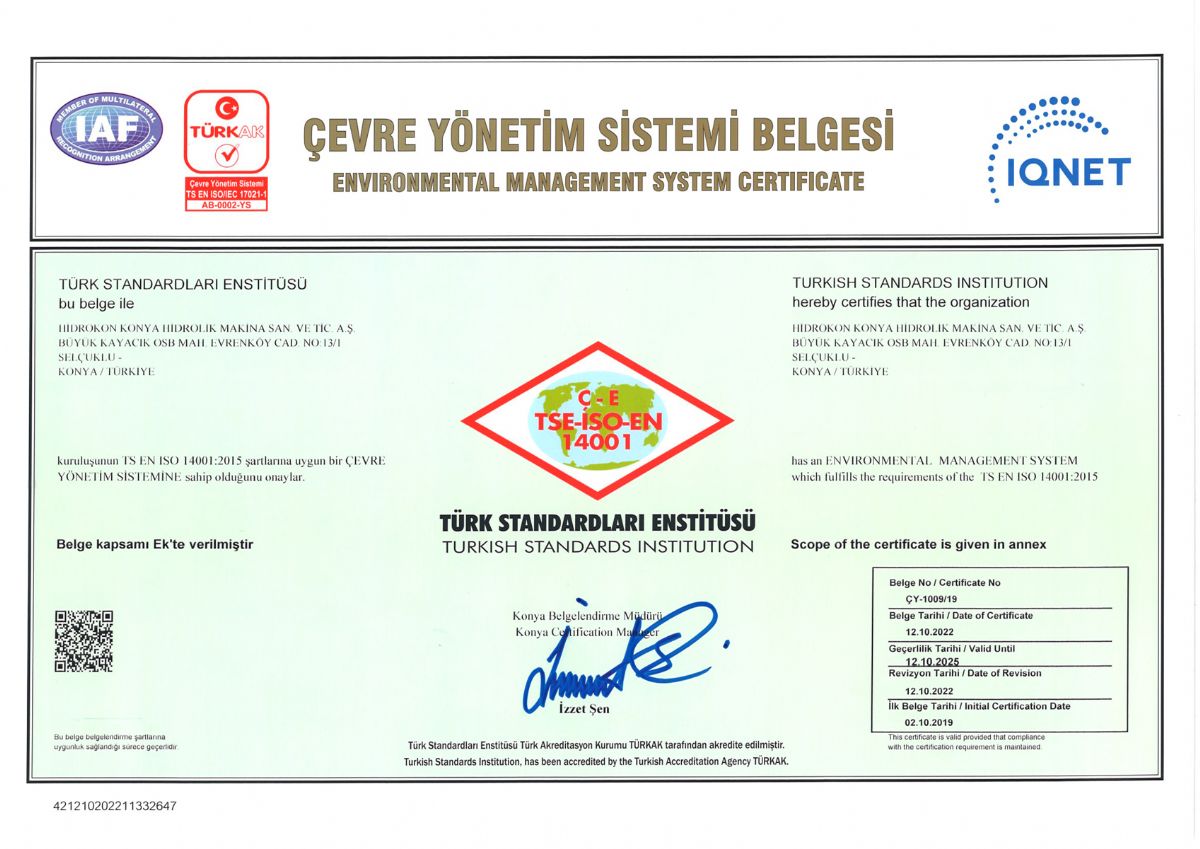 MEMBER OF MULTILATERAL
IAF
RECOGNITION ARRANGEMENT
TÜRKAK
Çevre Yönetim Sistemi
TS EN ISO/IEC 17021-1
AB-0002-YS
ÇEVRE YÖNETİM SİSTEMİ BELGESİ
ENVIRONMENTAL MANAGEMENT SYSTEM CERTIFICATE
IQNET
TÜRK STANDARDLARI ENSTİTÜSÜ
bu belge ile
HİDROKON KONYA HİDROLİK MAKİNA SAN. VE TİC. A.Ş.
BÜYÜK KAYACIK OSB MAH. EVRENKÖY CAD. NO:13/1
SELÇUKLU -
KONYA / TÜRKİYE
kuruluşunun TS EN ISO 14001:2015 şartlarına uygun bir ÇEVRE
YÖNETİM SİSTEMİNE sahip olduğunu onaylar.
Belge kapsamı Ek'te verilmiştir
TURKISH STANDARDS INSTITUTION
hereby certifies that the organization
HİDROKON KONYA HİDROLİK MAKİNA SAN. VE TİC. A.Ş.
BÜYÜK KAYACIK OSB MAH. EVRENKÖY CAD. NO:13/1
SELÇUKLU -
KONYA / TÜRKİYE
has an ENVIRONMENTAL MANAGEMENT SYSTEM
which fulfills the requirements of the TS EN ISO 14001:2015
Scope of the certificate is given in annex
Ç - E
TSE-İSO-EN
14001
TÜRK STANDARDLARI ENSTİTÜSÜ
TURKISH STANDARDS INSTITUTION
Konya Belgelendirme Müdürü
Konya Certification Manager
İzzet Şen
Belge No / Certificate No
ÇY-1009/19
Belge Tarihi / Date of Certificate
12.10.2022
Geçerlilik Tarihi / Valid Until
12.10.2025
Revizyon Tarihi / Date of Revision
12.10.2022
İlk Belge Tarihi / Initial Certification Date
02.10.2019
This certificate is valid provided that compliance
with the certification requirement is maintained.
Bu belge belgelendirme şartlarına
uygunluk sağlandığı sürece geçerlidir.
Türk Standardları Enstitüsü Türk Akreditasyon Kurumu TÜRKAK tarafından akredite edilmiştir.
Turkish Standards Institution, has been accredited by the Turkish Accreditation Agency TÜRKAK.
421210202211332647